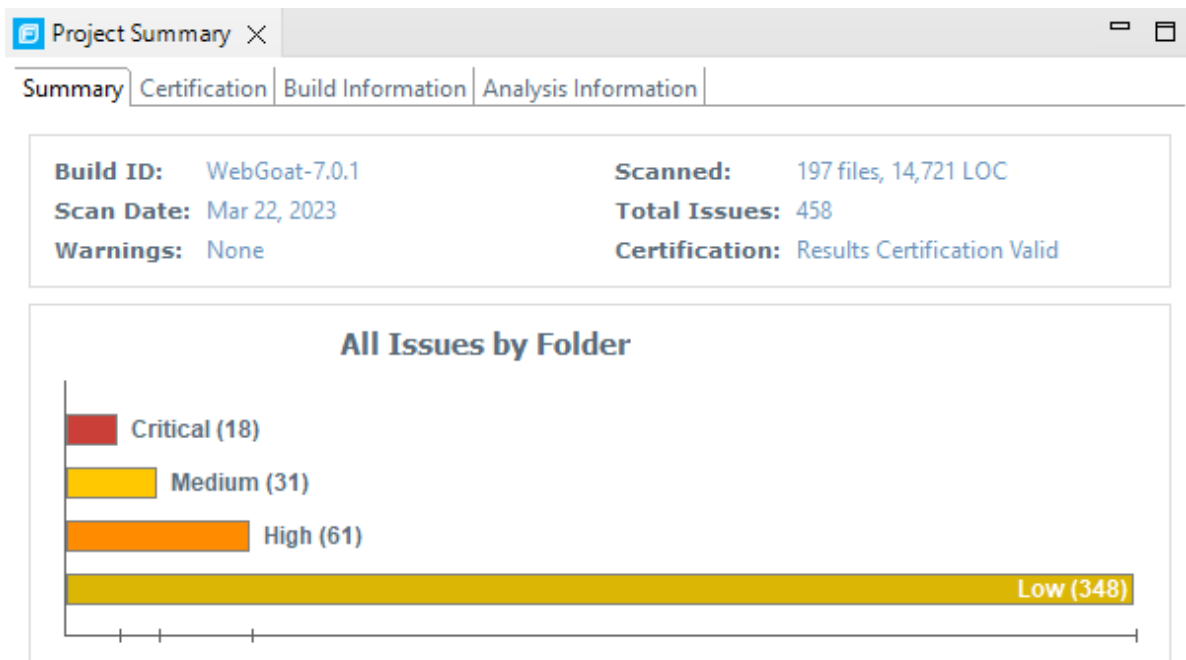 Project Summary
Summary Certification Build Information Analysis Information
Build ID: WebGoat-7.0.1 Scanned: 197 files, 14,721 LOC
Scan Date: Mar 22, 2023 Total Issues: 458
Warnings: None Certification: Results Certification Valid
All Issues by Folder
Critical (18)
Medium (31)
High (61)
Low (348)